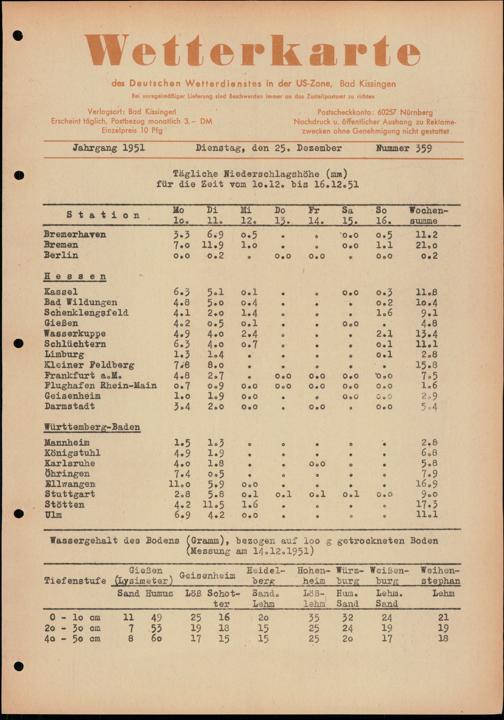 Wetterkarte
des Deutschen Wetterdienstes in der US-Zone, Bad Kissingen
Bei unregelmäßiger Lieferung sind Beschwerden immer an das Zustellpostamt zu richten
Verlagsort: Bad Kissingen
Erscheint täglich, Postbezug monatlich 3.– DM
Einzelpreis 10 Pfg
Postscheckkonto: 60257 Nürnberg
Nachdruck u. öffentlicher Aushang zu Reklame-
zwecken ohne Genehmigung nicht gestattet
Jahrgang 1951 Dienstag, den 25. Dezember Nummer 359
Tägliche Niederschlagshöhe (mm)
für die Zeit vom 10.12. bis 16.12.51
Station Mo 10. Di 11. Mi 12. Do 13. Fr 14. Sa 15. So 16. Wochen-summe
Bremerhaven 3.3 6.9 0.5 . . 0.0 0.5 11.2
Bremen 7.0 11.9 1.0 . . 0.0 1.1 21.0
Berlin 0.0 0.2 . 0.0 0.0 . 0.0 0.2
Hessen
Kassel 6.3 5.1 0.1 . . 0.0 0.3 11.8
Bad Wildungen 4.8 5.0 0.4 . . . 0.2 10.4
Schenklengsfeld 4.1 2.0 1.4 . . . 1.6 9.1
Gießen 4.2 0.5 0.1 . . 0.0 . 4.8
Wasserkuppe 4.9 4.0 2.4 . . . 2.1 13.4
Schlüchtern 6.3 4.0 0.7 . . . 0.1 11.1
Limburg 1.3 1.4 . . . . 0.1 2.8
Kleiner Feldberg 7.8 8.0 . . . . . 15.8
Frankfurt a.M. 4.8 2.7 . 0.0 0.0 0.0 0.0 7.5
Flughafen Rhein-Main 0.7 0.9 0.0 0.0 0.0 0.0 0.0 1.6
Geisenheim 1.0 1.9 0.0 . . 0.0 0.0 2.9
Darmstadt 3.4 2.0 0.0 . 0.0 . 0.0 5.4
Württemberg-Baden
Mannheim 1.5 1.3 . . . . . 2.8
Königstuhl 4.9 1.9 . . . . . 6.8
Karlsruhe 4.0 1.8 . . 0.0 . . 5.8
Öhringen 7.4 0.5 . . . . . 7.9
Ellwangen 11.0 5.9 0.0 . . . . 16.9
Stuttgart 2.8 5.8 0.1 0.1 0.1 0.1 0.0 9.0
Stötten 4.2 11.5 1.6 . . . . 17.3
Ulm 6.9 4.2 0.0 . . . . 11.1
Wassergehalt des Bodens (Gramm), bezogen auf 100 g getrockneten Boden
(Messung am 14.12.1951)
Tiefenstufe Gießen (Lysimeter) Geisenheim Heidel-berg Hohen-heim Würz-burg Weißen-burg Weihen-stephan
Sand Humus Löß Schot-ter Sand. Lehm Löß-lehm Hum. Sand Lehm. Sand Lehm
0 - 10 cm 11 49 25 16 20 35 32 24 21
20 - 30 cm 7 53 19 18 15 25 24 19 19
40 - 50 cm 8 60 17 15 15 25 20 17 18